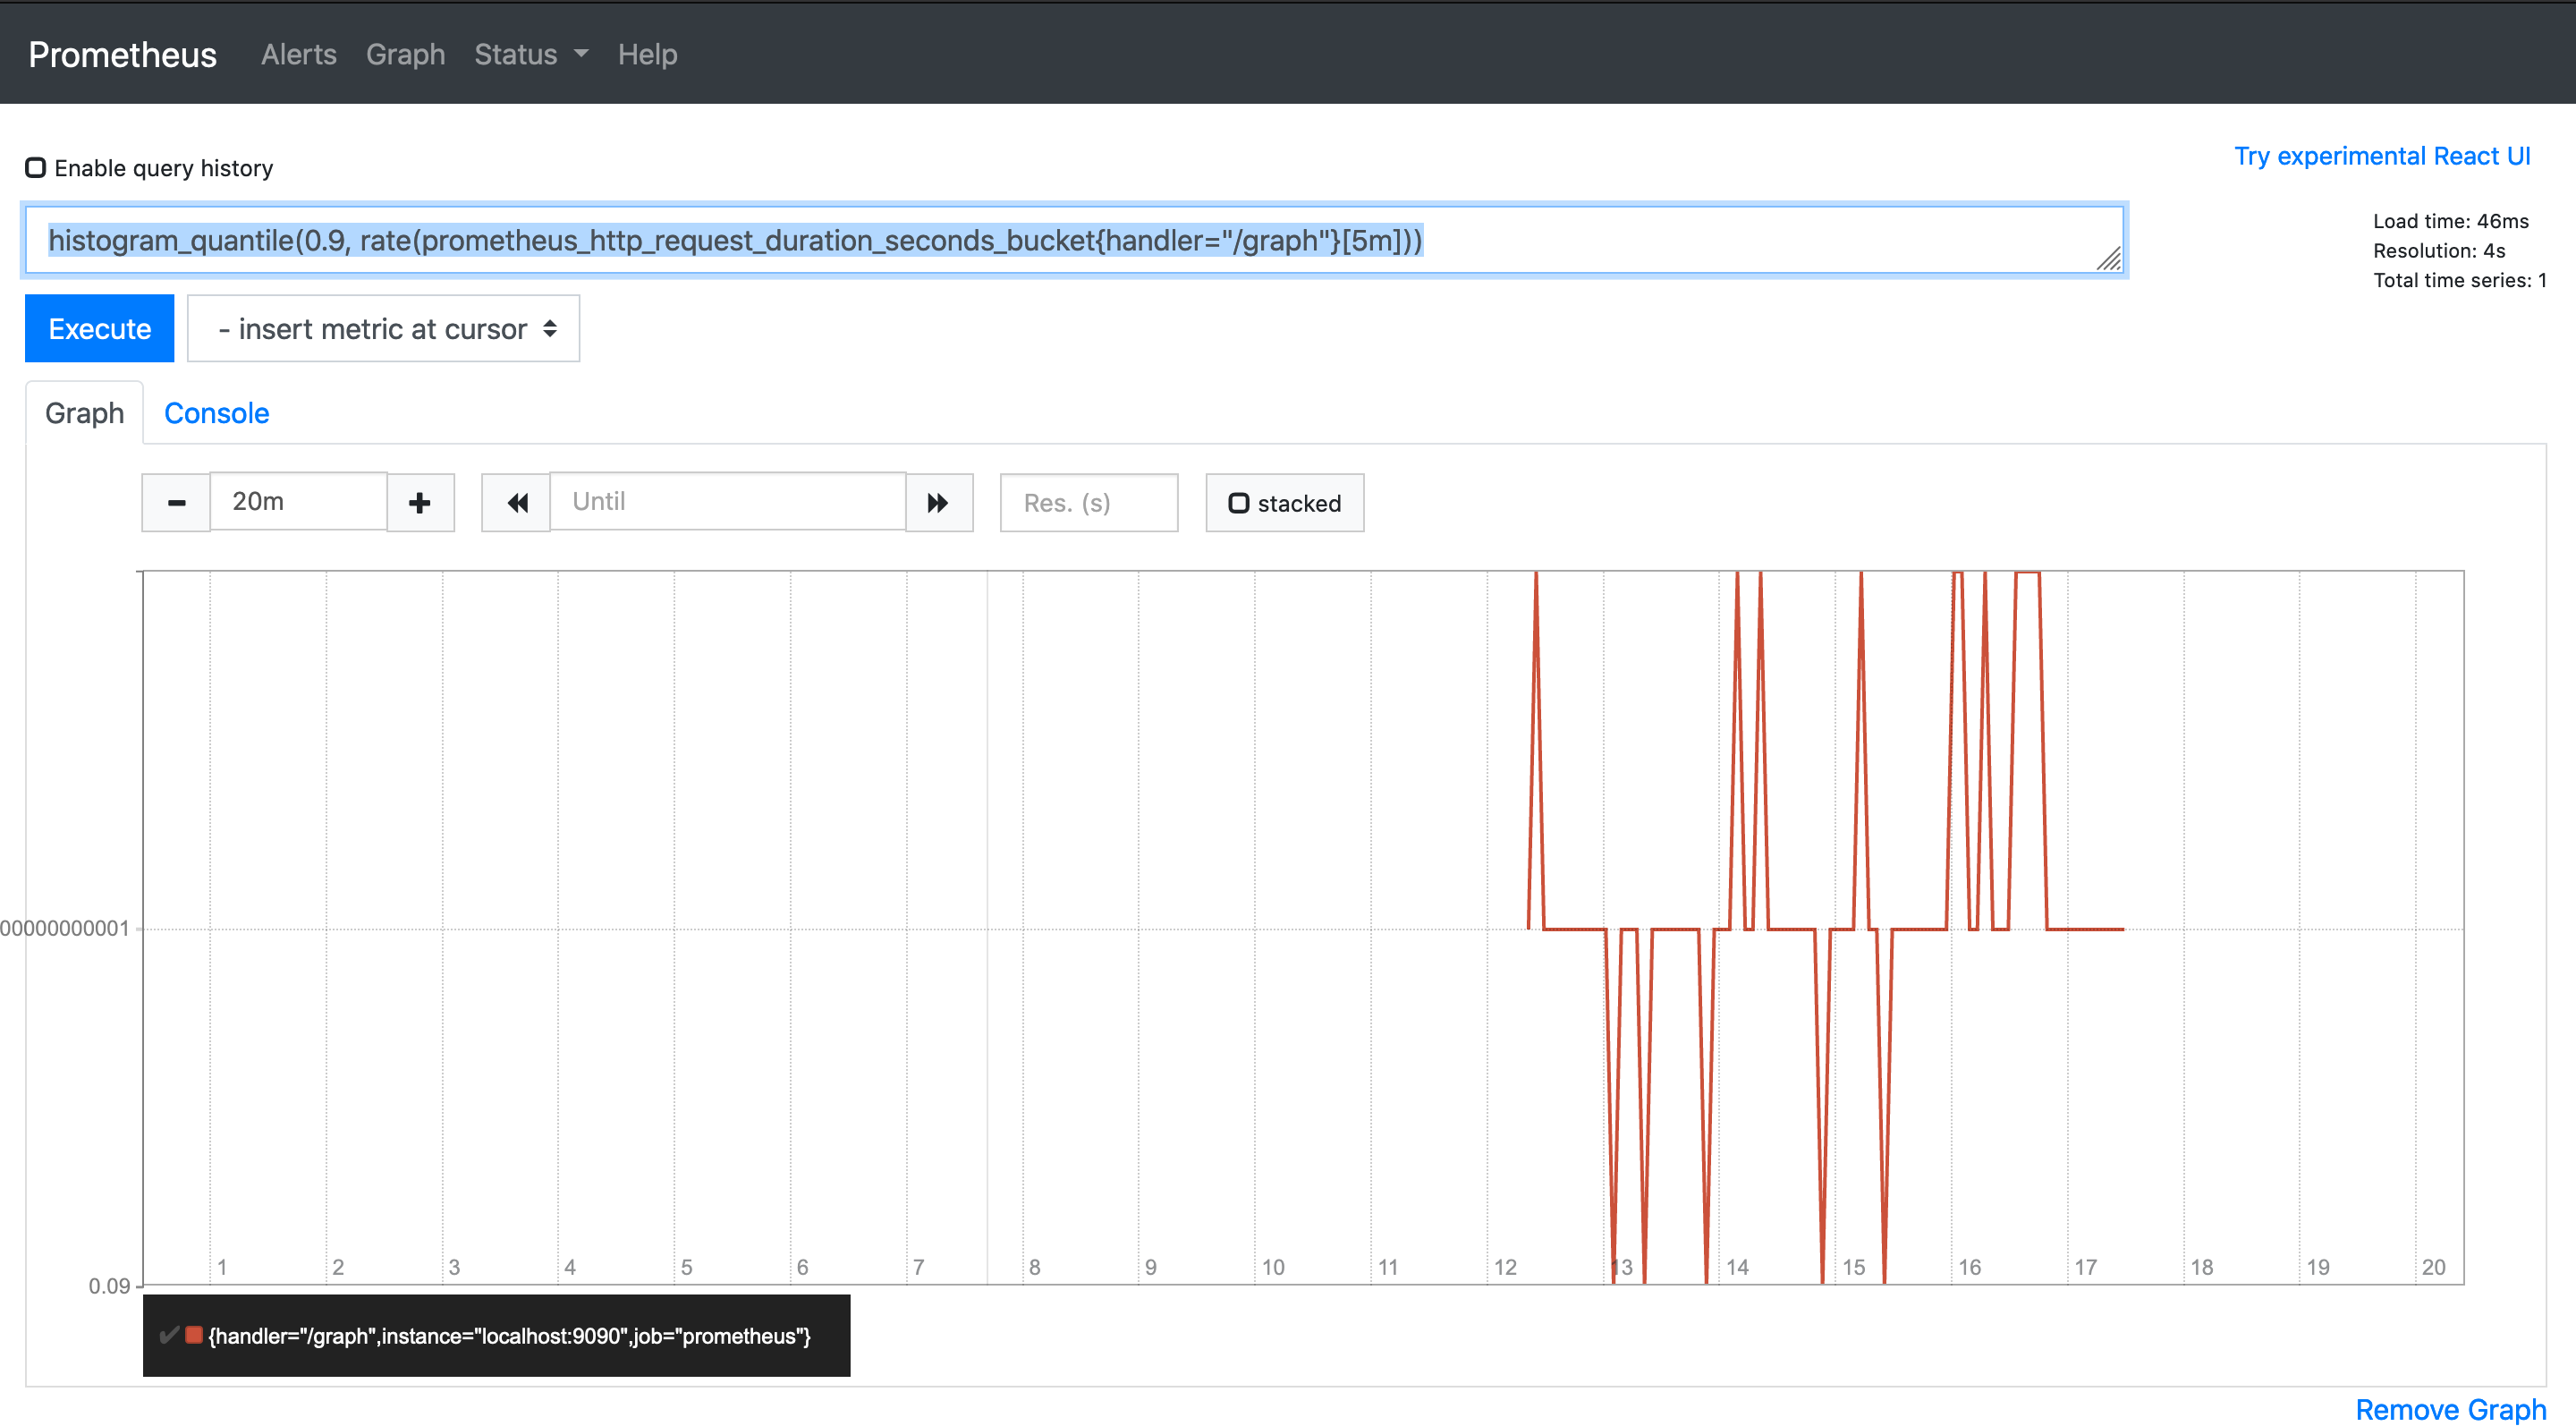 Prometheus Alerts Graph Status Help
Enable query history
Try experimental React UI
histogram_quantile(0.9, rate(prometheus_http_request_duration_seconds_bucket{handler="/graph"}[5m]))
Load time: 46ms
Resolution: 4s
Total time series: 1
Execute - insert metric at cursor
Graph Console
20m Until Res. (s) stacked
00000000001
0.09
1 2 3 4 5 6 7 8 9 10 11 12 13 14 15 16 17 18 19 20
{handler="/graph",instance="localhost:9090",job="prometheus"}
Remove Graph